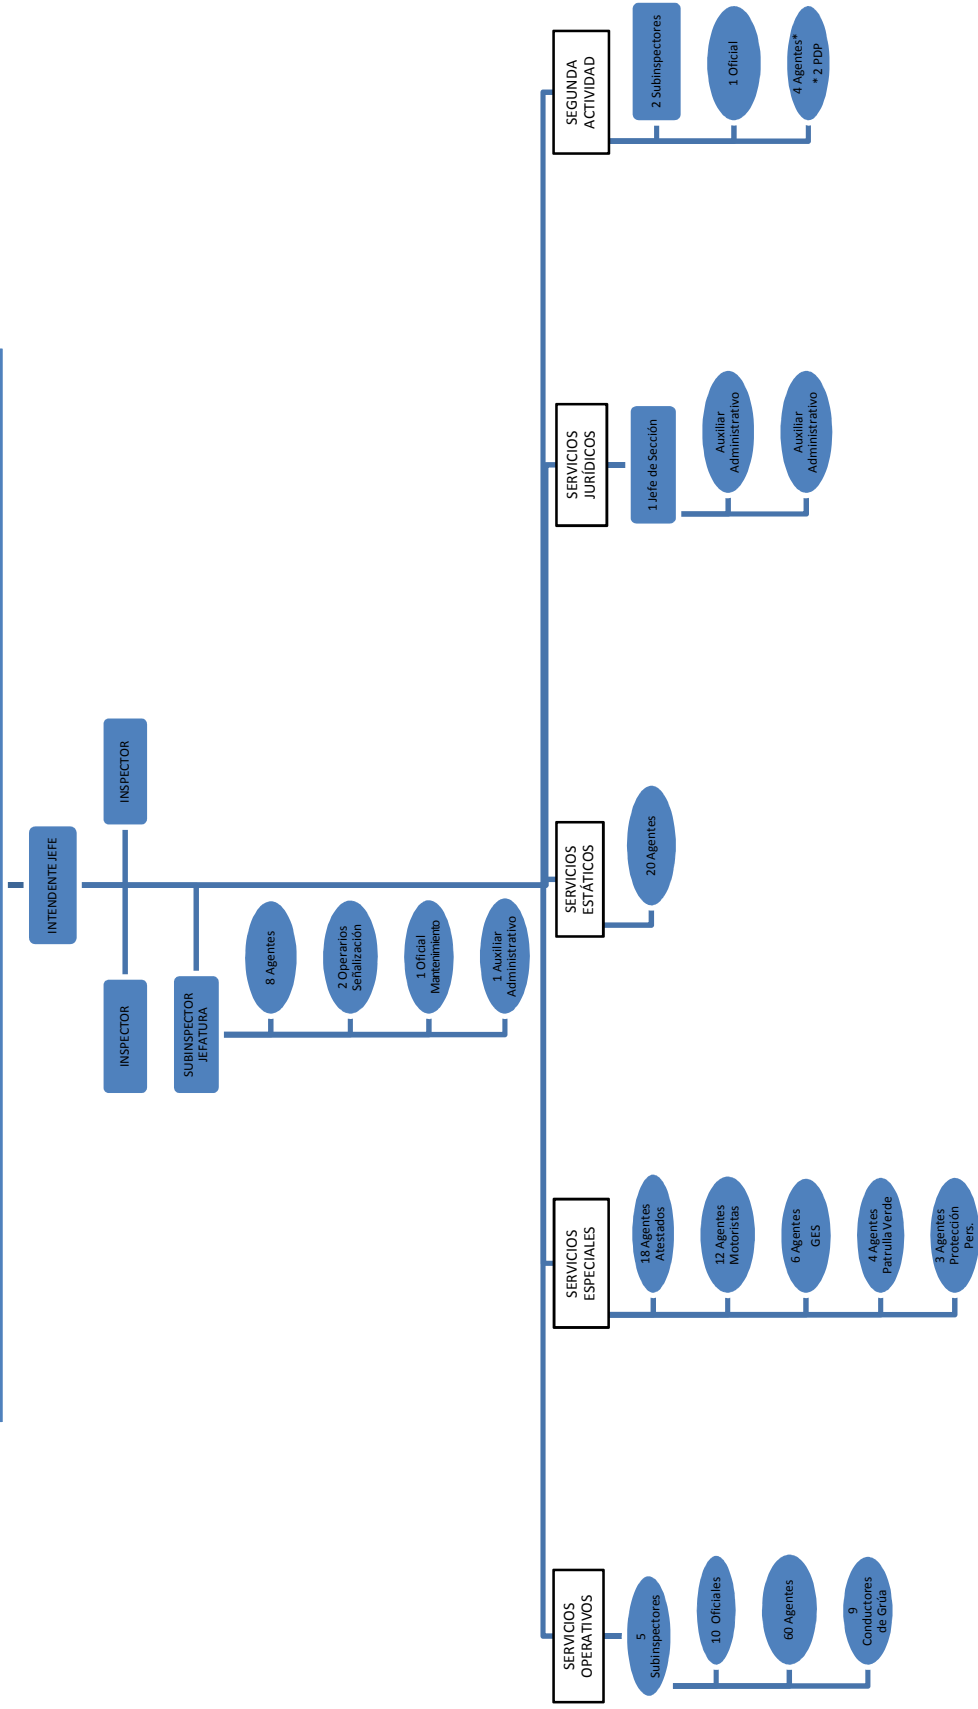 INTENDENTE JEFE
INSPECTOR
INSPECTOR
SUBINSPECTOR
JEFATURA
8 Agentes
2 Operarios
Señalización
1 Oficial
Mantenimiento
1 Auxiliar
Administrativo
SERVICIOS
OPERATIVOS
5
Subinspectores
10 Oficiales
60 Agentes
9
Conductores
de Grúa
SERVICIOS
ESPECIALES
18 Agentes
Atestados
12 Agentes
Motoristas
6 Agentes
GES
4 Agentes
Patrulla Verde
3 Agentes
Protección
Pers.
SERVICIOS
ESTÁTICOS
20 Agentes
SERVICIOS
JURÍDICOS
1 Jefe de Sección
Auxiliar
Administrativo
Auxiliar
Administrativo
SEGUNDA
ACTIVIDAD
2 Subinspectores
1 Oficial
4 Agentes*
* 2 PDP